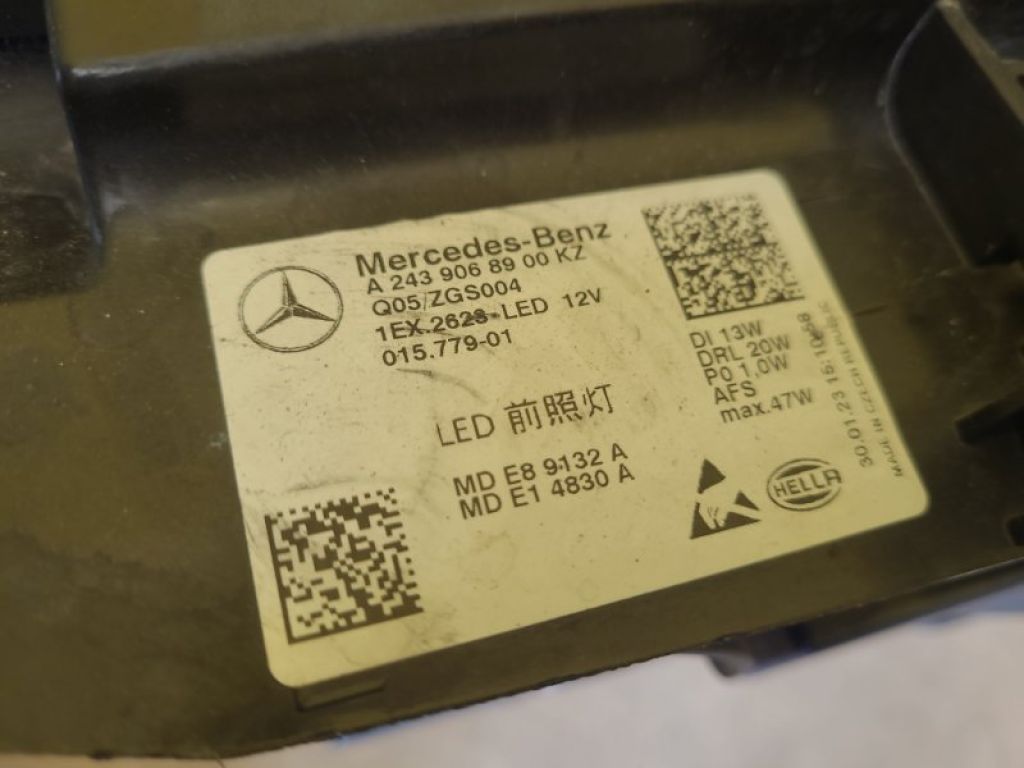 Mercedes-Benz
A 243 906 89 00 KZ
Q05/ZGS004
1EX.2628-LED 12V
015.779-01
LED 前照灯
MD E8 9132 A
MD E1 4830 A
DI 13W
DRL 20W
PO 1.0W
AFS
max.47W
30.01.23 15:10
MADE IN CZECH REPUBLIC
HELLA